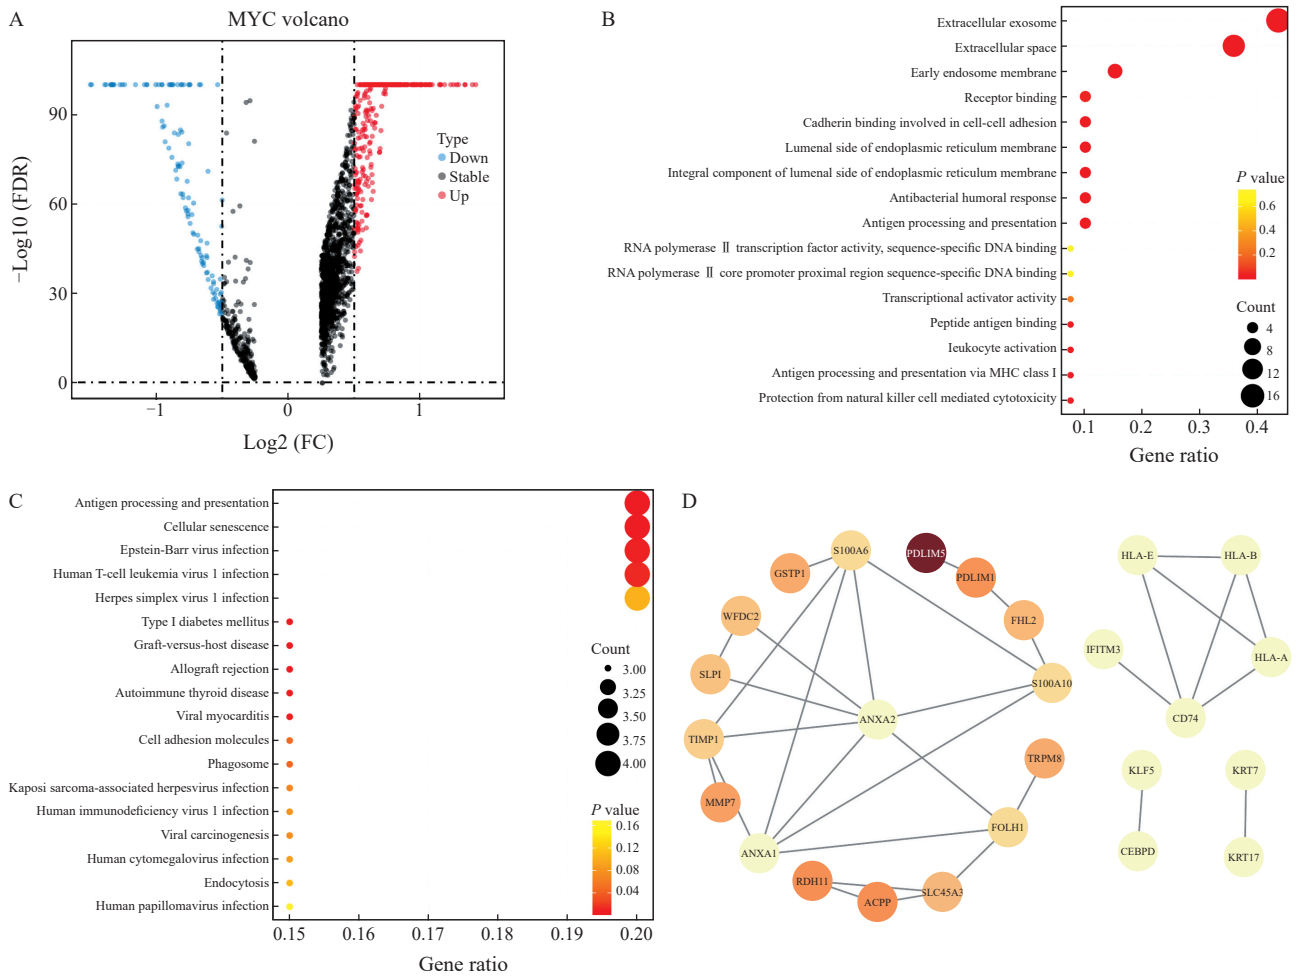 A
MYC volcano
−Log10 (FDR)
90
60
30
0
−1
0
1
Log2 (FC)
Type
Down
Stable
Up
B
Extracellular exosome
Extracellular space
Early endosome membrane
Receptor binding
Cadherin binding involved in cell-cell adhesion
Lumenal side of endoplasmic reticulum membrane
Integral component of lumenal side of endoplasmic reticulum membrane
Antibacterial humoral response
Antigen processing and presentation
RNA polymerase Ⅱ transcription factor activity, sequence-specific DNA binding
RNA polymerase Ⅱ core promoter proximal region sequence-specific DNA binding
Transcriptional activator activity
Peptide antigen binding
leukocyte activation
Antigen processing and presentation via MHC class I
Protection from natural killer cell mediated cytotoxicity
0.1
0.2
0.3
0.4
Gene ratio
P value
0.6
0.4
0.2
Count
4
8
12
16
C
Antigen processing and presentation
Cellular senescence
Epstein-Barr virus infection
Human T-cell leukemia virus 1 infection
Herpes simplex virus 1 infection
Type I diabetes mellitus
Graft-versus-host disease
Allograft rejection
Autoimmune thyroid disease
Viral myocarditis
Cell adhesion molecules
Phagosome
Kaposi sarcoma-associated herpesvirus infection
Human immunodeficiency virus 1 infection
Viral carcinogenesis
Human cytomegalovirus infection
Endocytosis
Human papillomavirus infection
0.15
0.16
0.17
0.18
0.19
0.20
Gene ratio
Count
3.00
3.25
3.50
3.75
4.00
P value
0.16
0.12
0.08
0.04
D
S100A6
PDLIM5
GSTP1
PDLIM1
WFDC2
FHL2
SLPI
S100A10
ANXA2
TIMP1
TRPM8
MMP7
FOLH1
ANXA1
RDH11
SLC45A3
ACPP
HLA-E
HLA-B
IFITM3
HLA-A
CD74
KLF5
KRT7
CEBPD
KRT17